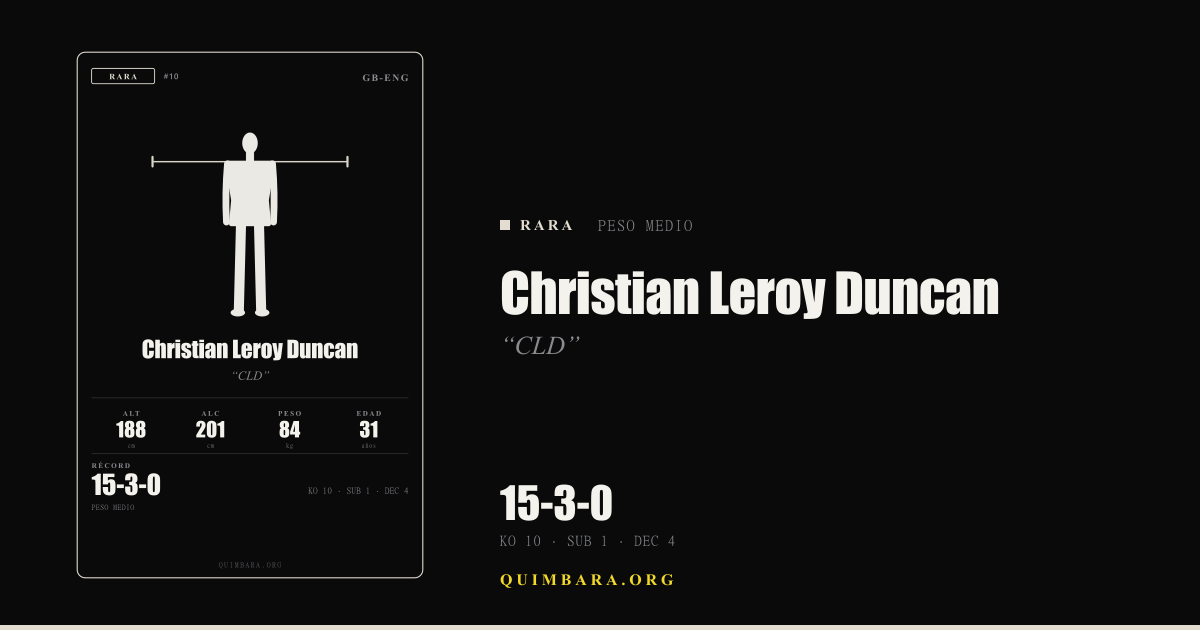 RARA #10 GB-ENG
Christian Leroy Duncan
“CLD”
ALT ALC PESO EDAD
188 201 84 31
cm cm kg años
RÉCORD
15-3-0 KO 10 · SUB 1 · DEC 4
PESO MEDIO
QUIMBARA.ORG
RARA PESO MEDIO
Christian Leroy Duncan
“CLD”
15-3-0
KO 10 · SUB 1 · DEC 4
QUIMBARA.ORG